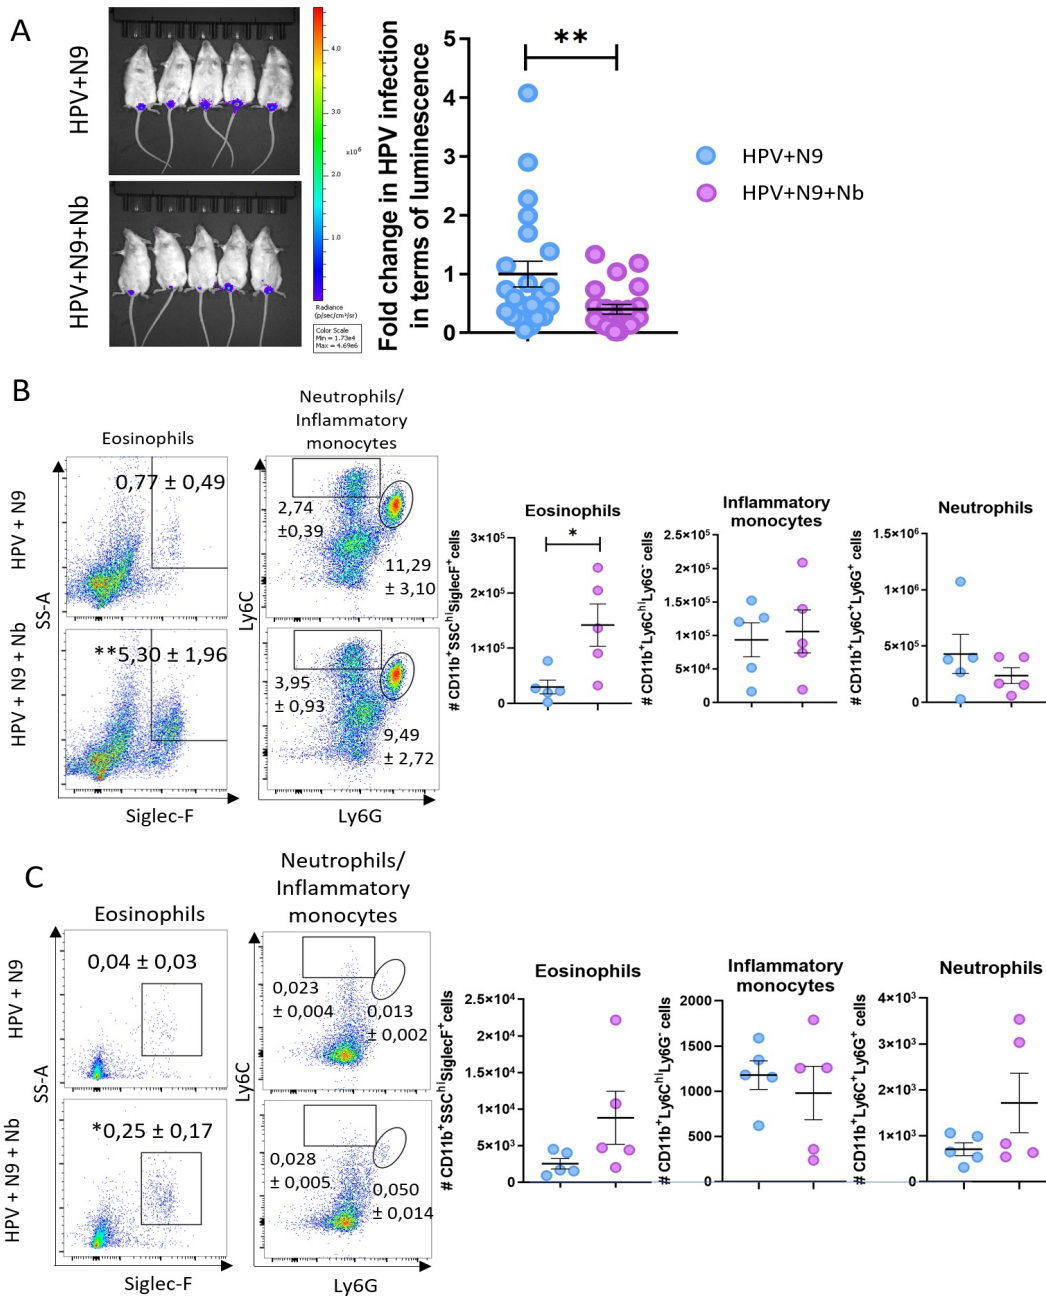 A
HPV+N9
HPV+N9+Nb
4.0
3.0
x10⁶
2.0
1.0
Radiance
(p/sec/cm²/sr)
Color Scale
Min = 1.73e4
Max = 4.69e6
Fold change in HPV infection
in terms of luminescence
5
4
3
2
1
0
**
HPV+N9
HPV+N9+Nb
B
Eosinophils
Neutrophils/
Inflammatory
monocytes
HPV + N9
HPV + N9 + Nb
SS-A
0,77 ± 0,49
**5,30 ± 1,96
Siglec-F
Ly6C
2,74
±0,39
11,29
± 3,10
3,95
± 0,93
9,49
± 2,72
Ly6G
Eosinophils
# CD11b⁺SSCʰⁱSiglecF⁺cells
3×10⁵
2×10⁵
1×10⁵
0
*
Inflammatory
monocytes
# CD11b⁺Ly6CʰⁱLy6G⁻ cells
2.5×10⁵
2×10⁵
1.5×10⁵
1×10⁵
5×10⁴
0
Neutrophils
# CD11b⁺Ly6C⁺Ly6G⁺ cells
1.5×10⁶
1×10⁶
5×10⁵
0
C
Eosinophils
Neutrophils/
Inflammatory
monocytes
HPV + N9
HPV + N9 + Nb
SS-A
0,04 ± 0,03
*0,25 ± 0,17
Siglec-F
Ly6C
0,023
± 0,004
0,013
± 0,002
0,028
± 0,005
0,050
± 0,014
Ly6G
Eosinophils
# CD11b⁺SSCʰⁱSiglecF⁺cells
2.5×10⁴
2×10⁴
1.5×10⁴
1×10⁴
5×10³
0
Inflammatory
monocytes
# CD11b⁺Ly6CʰⁱLy6G⁻ cells
2000
1500
1000
500
0
Neutrophils
# CD11b⁺Ly6C⁺Ly6G⁺ cells
4×10³
3×10³
2×10³
1×10³
0